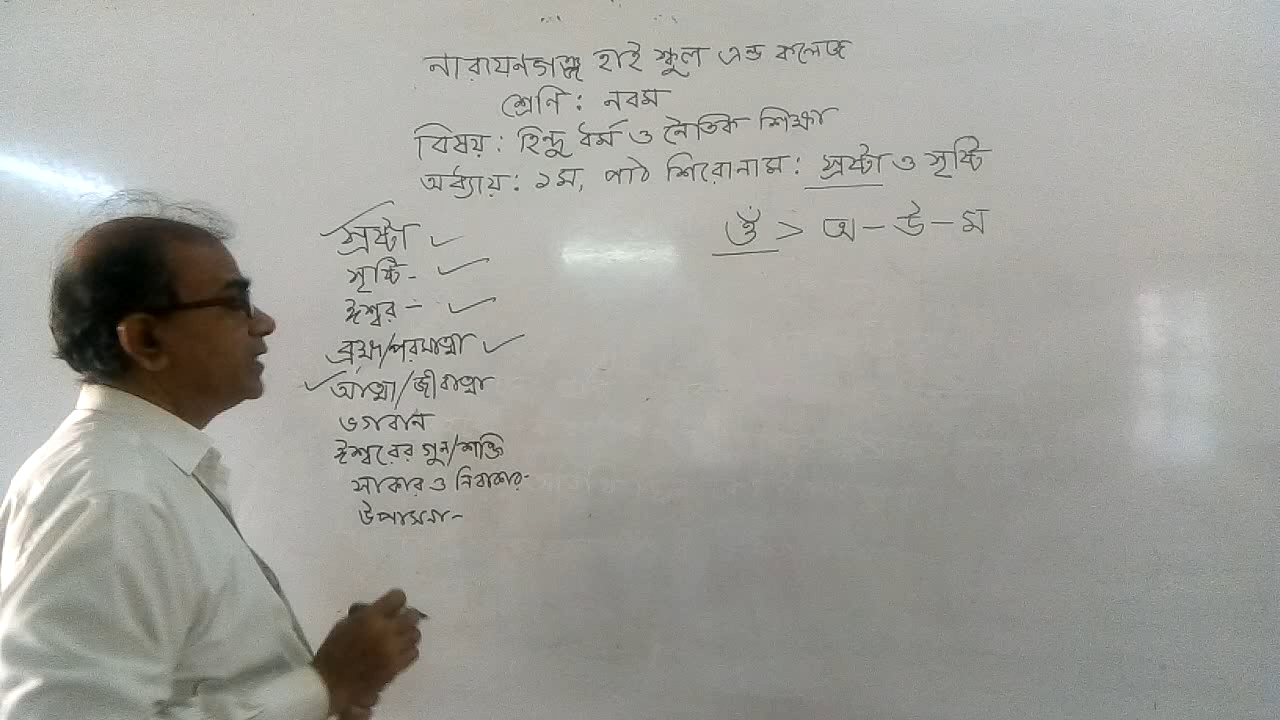 নারায়নগঞ্জ হাই স্কুল এন্ড কলেজ
শ্রেণি : নবম
বিষয় : হিন্দু ধর্ম ও নৈতিক শিক্ষা
অধ্যায় : ১ম, পাঠ শিরোনাম : স্রষ্টা ও সৃষ্টি
ওঁ > অ – উ – ম
স্রষ্টা ✓
সৃষ্টি - ✓
ঈশ্বর - ✓
ব্রহ্ম/পরমাত্মা ✓
✓ আত্মা/জীবাত্মা
ভগবান
ঈশ্বরের গুন/শক্তি
সাকার ও নিরাকার-
উপাসনা-